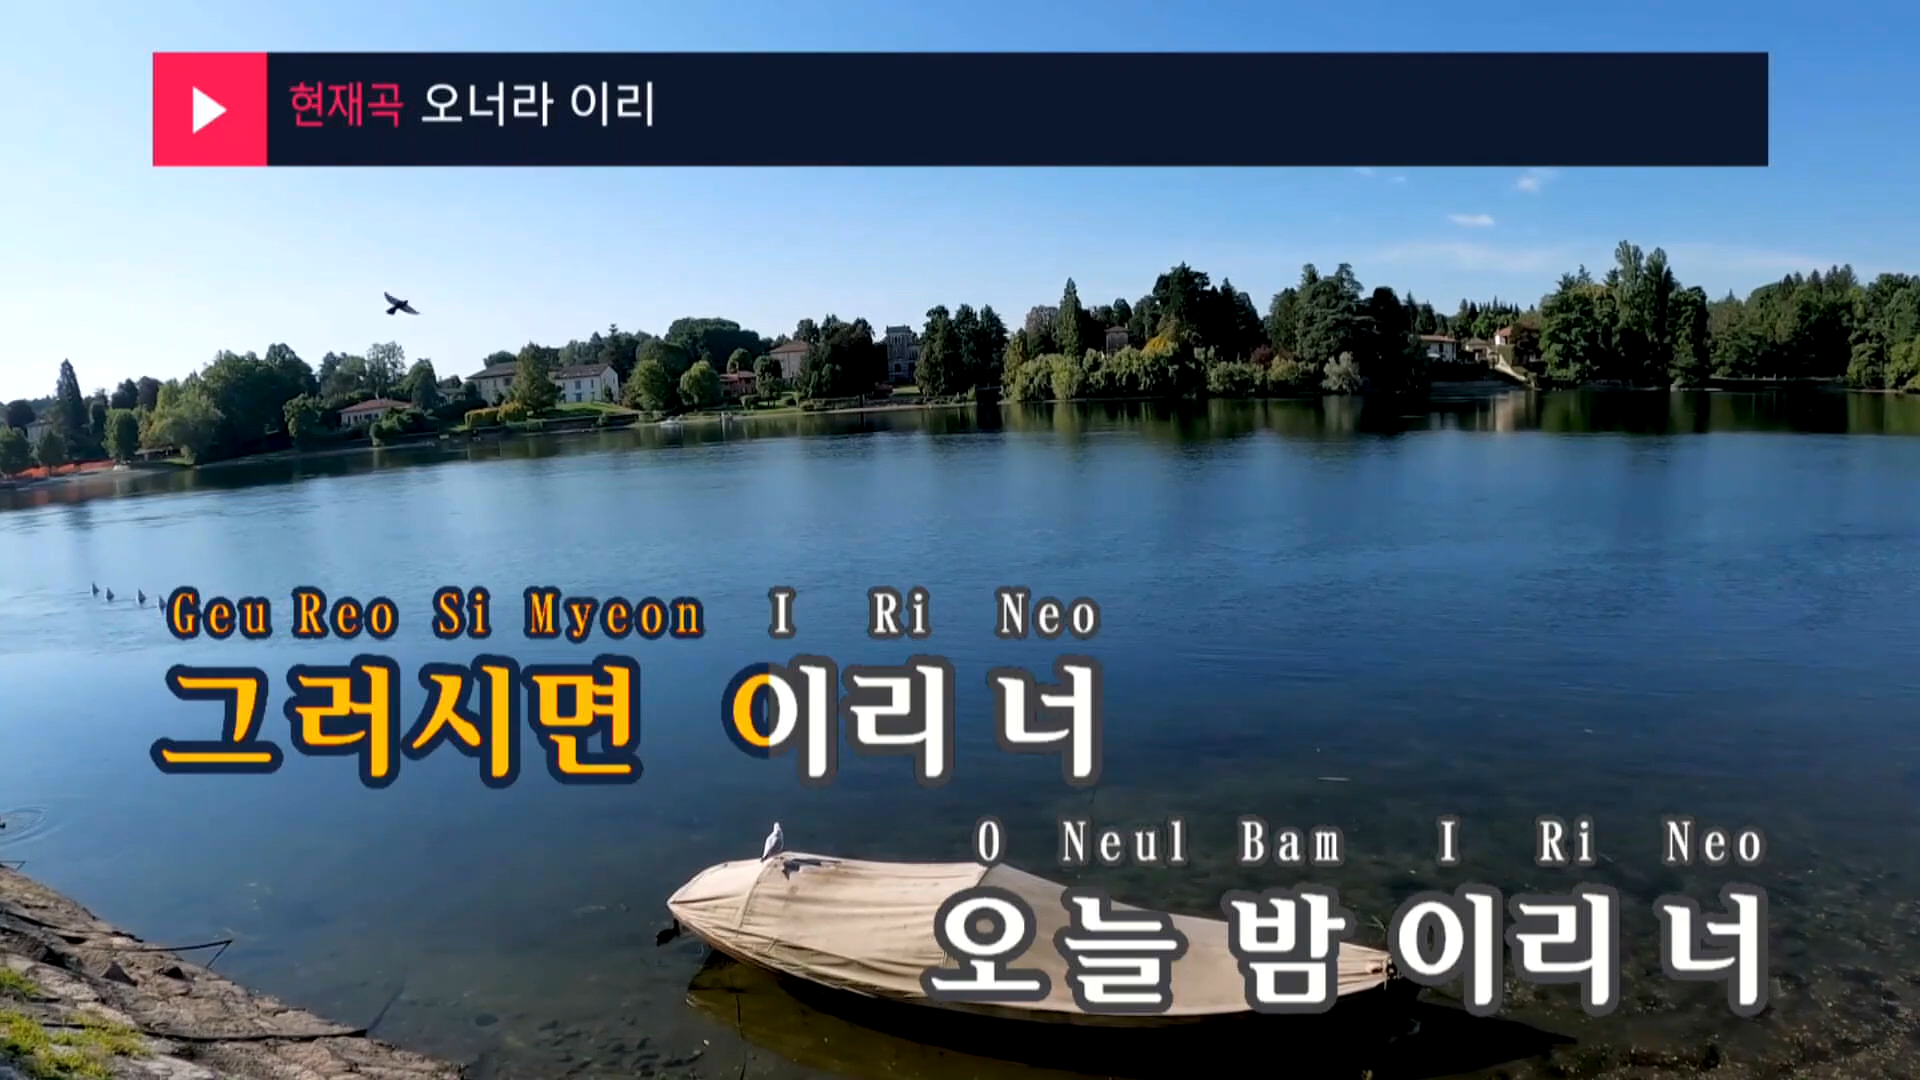 현재곡 오너라 이리
Geu Reo Si Myeon I Ri Neo
그러시면 이리 너
O Neul Bam I Ri Neo
오늘 밤 이리 너